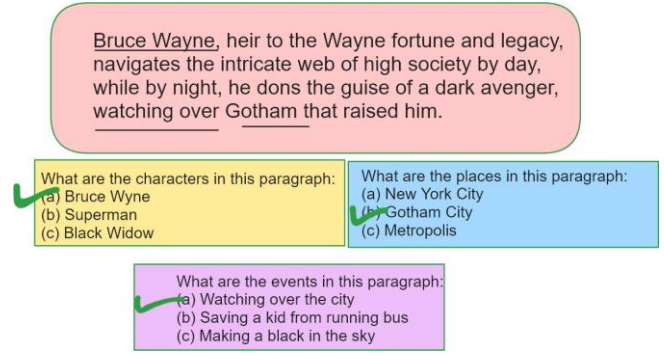 Bruce Wayne, heir to the Wayne fortune and legacy,
navigates the intricate web of high society by day,
while by night, he dons the guise of a dark avenger,
watching over Gotham that raised him.
What are the characters in this paragraph:
(a) Bruce Wyne
(b) Superman
(c) Black Widow
What are the places in this paragraph:
(a) New York City
(b) Gotham City
(c) Metropolis
What are the events in this paragraph:
(a) Watching over the city
(b) Saving a kid from running bus
(c) Making a black in the sky